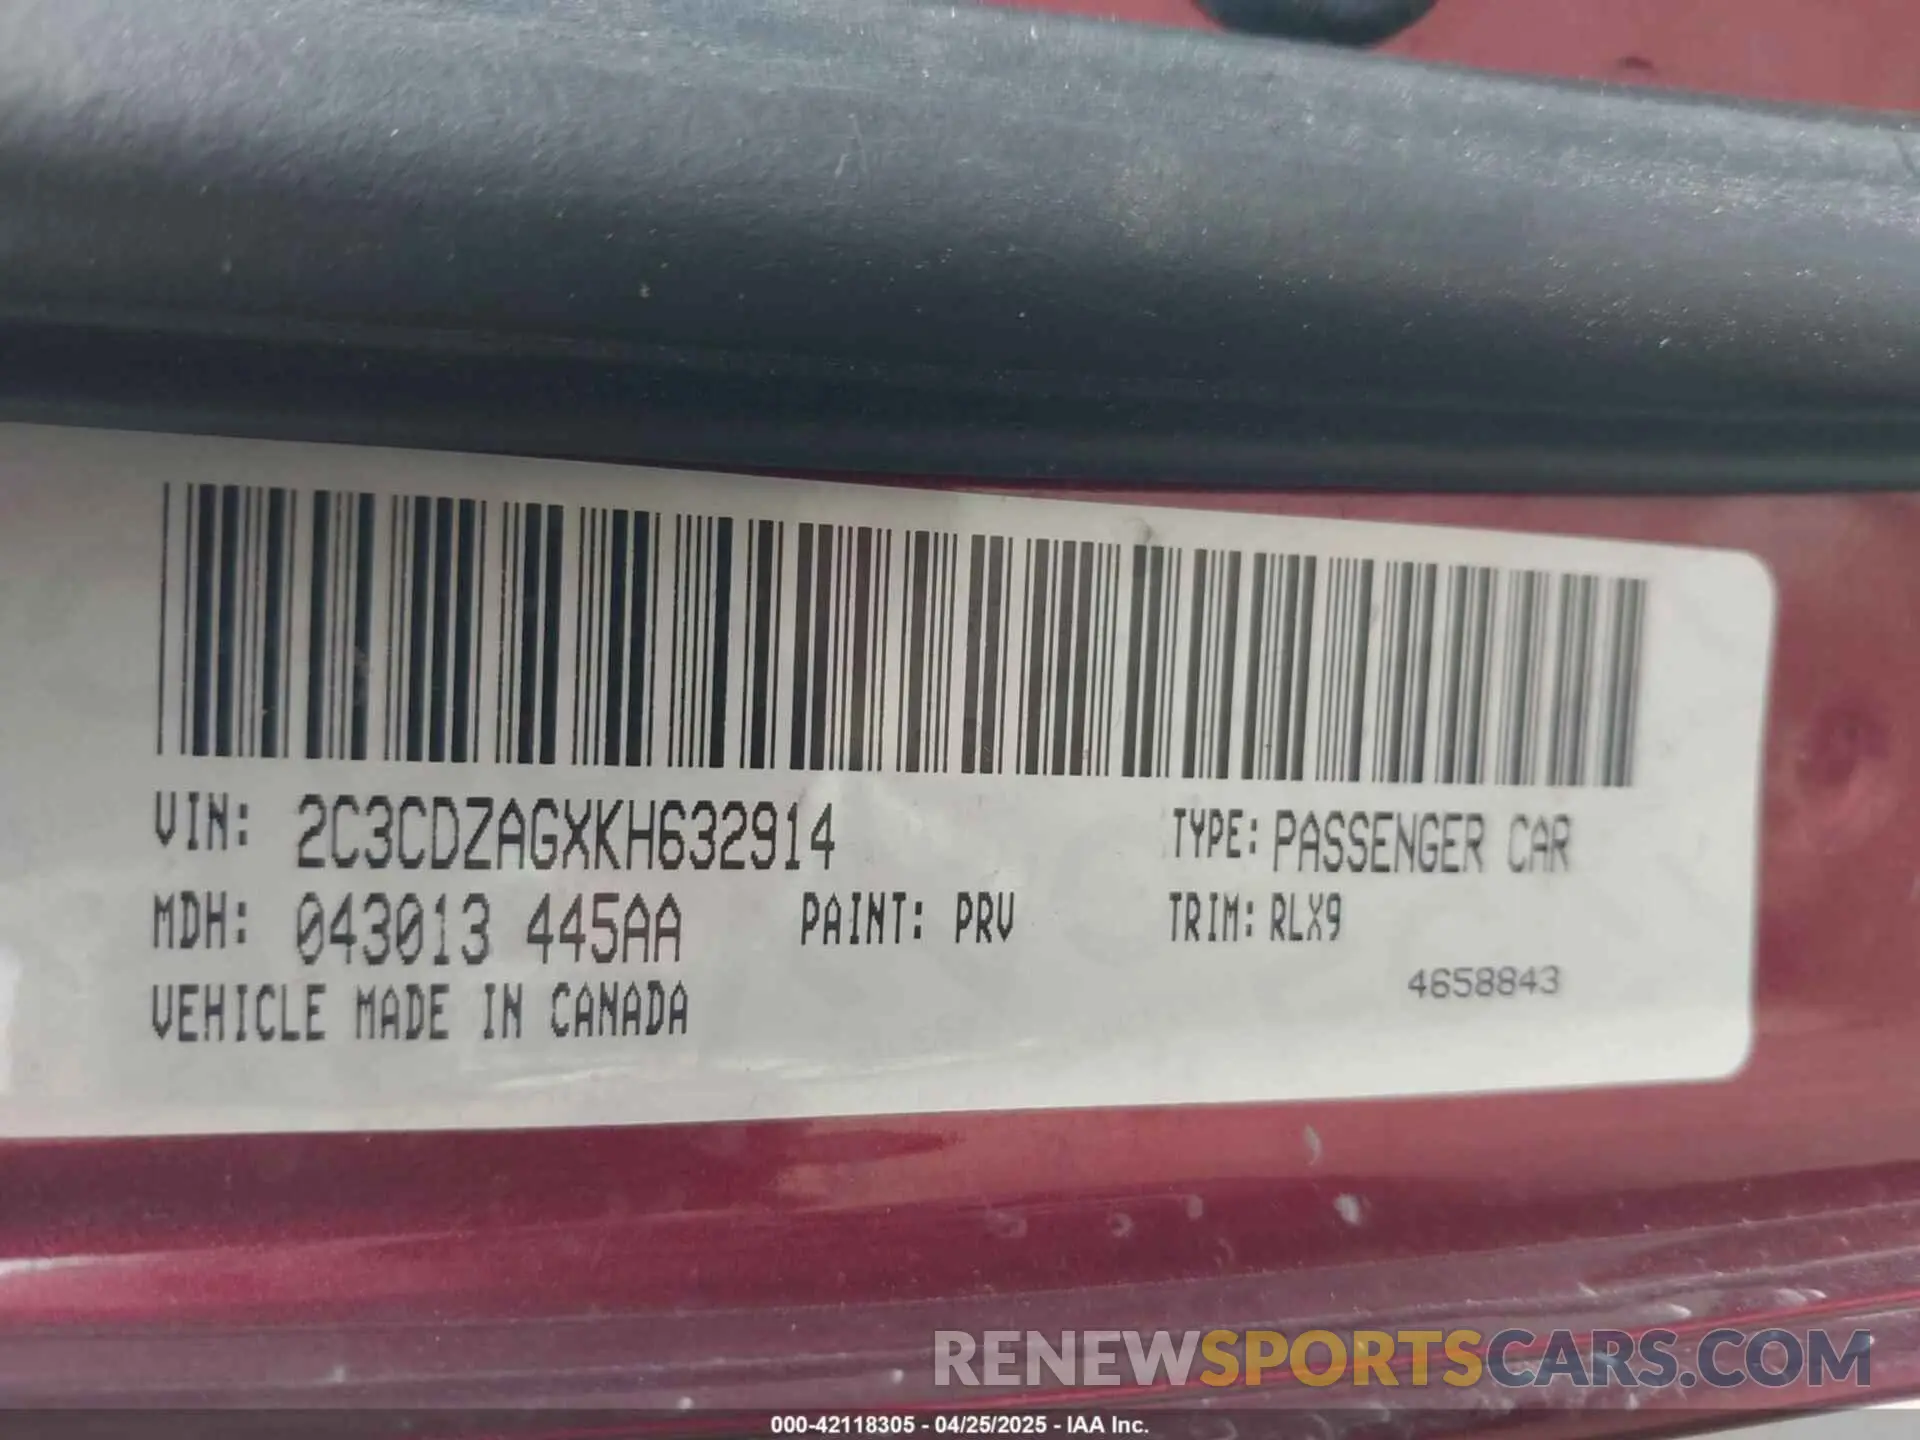 VIN: 2C3CDZAGXKH632914 TYPE: PASSENGER CAR
MDH: 043013 445AA PAINT: PRV TRIM: RLX9
4658843
VEHICLE MADE IN CANADA
RENEWSPORTSCARS.COM
000-42118305 - 04/25/2025 - IAA Inc.